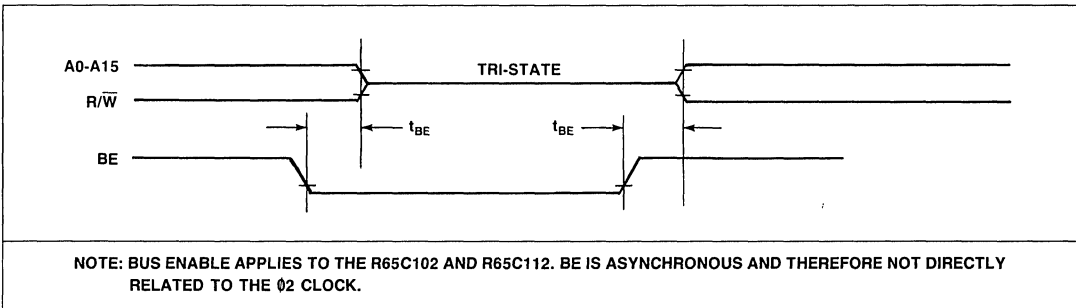 A0-A15
TRI-STATE
R/W̅
t_BE
t_BE
BE
NOTE: BUS ENABLE APPLIES TO THE R65C102 AND R65C112. BE IS ASYNCHRONOUS AND THEREFORE NOT DIRECTLY
RELATED TO THE Ø2 CLOCK.